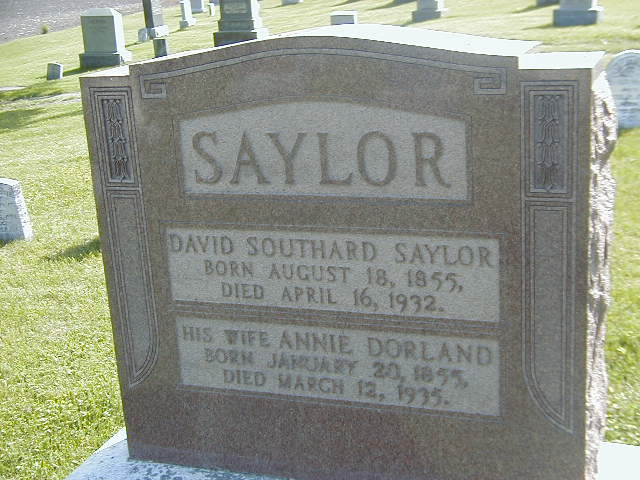 SAYLOR
DAVID SOUTHARD SAYLOR
BORN AUGUST 18, 1855,
DIED APRIL 16, 1932.
HIS WIFE ANNIE DORLAND
BORN JANUARY 20, 1855,
DIED MARCH 12, 1935.